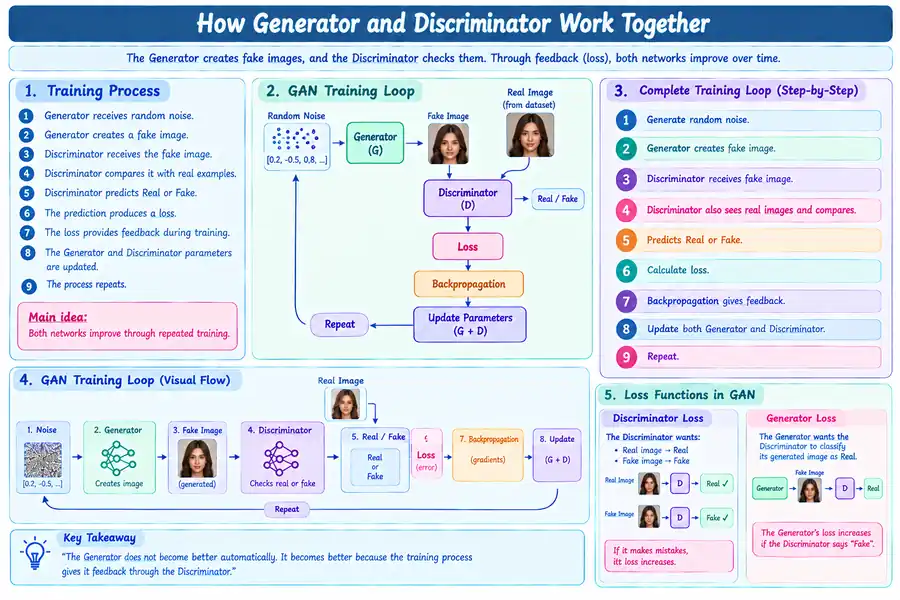 How Generator and Discriminator Work Together
The Generator creates fake images, and the Discriminator checks them. Through feedback (loss), both networks improve over time.
1. Training Process
1 Generator receives random noise.
2 Generator creates a fake image.
3 Discriminator receives the fake image.
4 Discriminator compares it with real examples.
5 Discriminator predicts Real or Fake.
6 The prediction produces a loss.
7 The loss provides feedback during training.
8 The Generator and Discriminator parameters
are updated.
9 The process repeats.
Main idea:
Both networks improve through repeated training.
2. GAN Training Loop
Random Noise
[0.2, -0.5, 0,8, ...]
Generator
(G)
Fake Image
Real Image
(from dataset)
Discriminator
(D)
Real / Fake
Loss
Backpropagation
Update Parameters
(G + D)
Repeat
3. Complete Training Loop (Step-by-Step)
1 Generate random noise.
2 Generator creates fake image.
3 Discriminator receives fake image.
4 Discriminator also sees real images and compares.
5 Predicts Real or Fake.
6 Calculate loss.
7 Backpropagation gives feedback.
8 Update both Generator and Discriminator.
9 Repeat.
4. GAN Training Loop (Visual Flow)
Real Image
1. Noise
[0.2, -0.5, ...]
2. Generator
Creates image
3. Fake Image
(generated)
4. Discriminator
Checks real or fake
5. Real / Fake
Real
or
Fake
Loss
(error)
7. Backpropagation
(gradients)
8. Update
(G + D)
Repeat
Key Takeaway
"The Generator does not become better automatically. It becomes better because the training process
gives it feedback through the Discriminator."
5. Loss Functions in GAN
Discriminator Loss
The Discriminator wants:
• Real image → Real
• Fake image → Fake
Real Image
D
Real ✓
Fake Image
D
Fake ✓
If it makes mistakes,
itt loss increases.
Generator Loss
The Generator wants the
Discriminator to classify
its generated image as Real.
Fake Image
Generator
D
Real
The Generator's loss increases
if the Discriminator says "Fake".